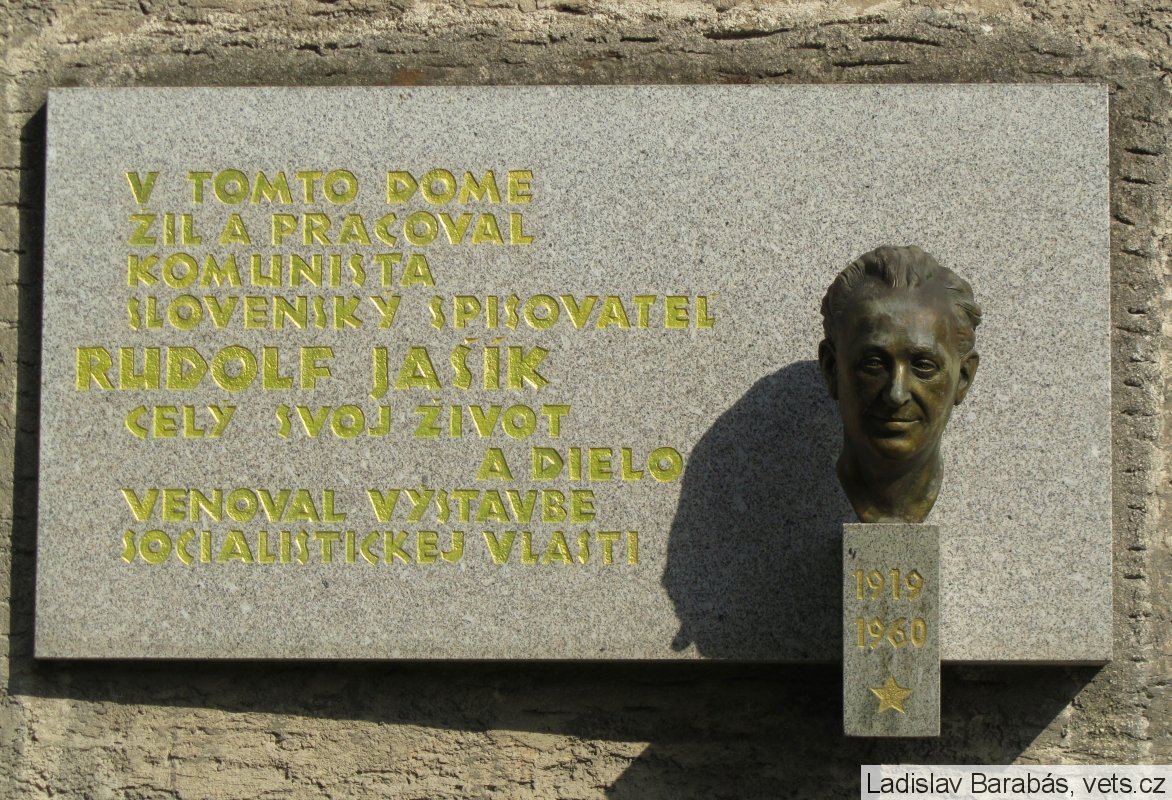 V TOMTO DOME
ŽIL A PRACOVAL
KOMUNISTA
SLOVENSKÝ SPISOVATEĽ
RUDOLF JAŠÍK
CELÝ SVOJ ŽIVOT
A DIELO
VENOVAL VÝSTAVBE
SOCIALISTICKEJ VLASTI
1919
1960
Ladislav Barabás, vets.cz